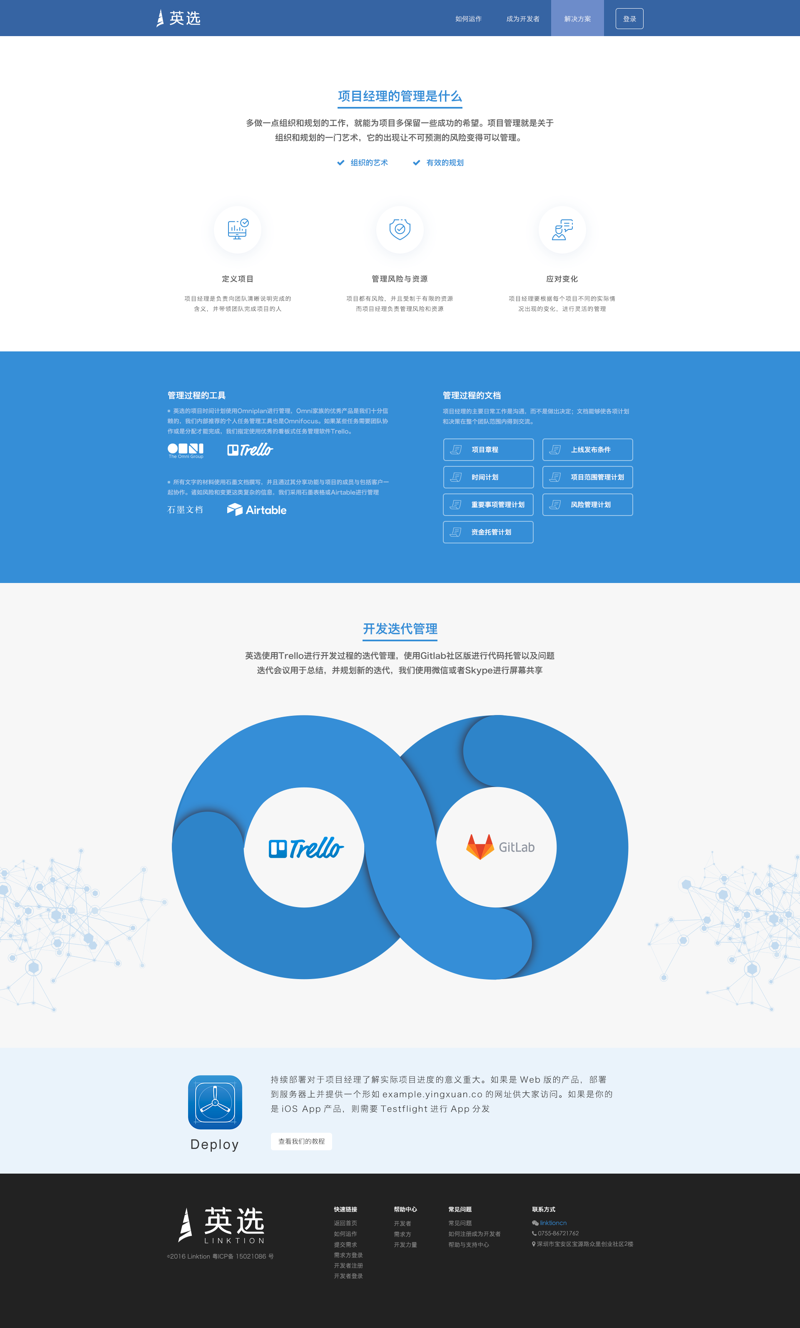 英选
如何运作
成为开发者
解决方案
登录
项目经理的管理是什么
多做一点组织和规划的工作，就能为项目多保留一些成功的希望。项目管理就是关于
组织和规划的一门艺术，它的出现让不可预测的风险变得可以管理。
组织的艺术
有效的规划
定义项目
项目经理是负责向团队清晰说明完成的
含义，并带领团队完成项目的人
管理风险与资源
项目都有风险，并且受制于有限的资源
而项目经理负责管理风险和资源
应对变化
项目经理要根据每个项目不同的实际情
况出现的变化，进行灵活的管理
管理过程的工具
英选的项目时间计划使用Omniplan进行管理，Omni家族的优秀产品是我们十分信
赖的，我们内部推荐的个人任务管理工具也是Omnifocus。如果某些任务需要团队协
作或是分配才能完成，我们指定使用优秀的看板式任务管理软件Trello。
OMNI
The Omni Group
Trello
所有文字的材料使用石墨文档撰写，并且通过其分享功能与项目的成员与包括客户一
起协作。诸如风险和变更这类复杂的信息，我们采用石墨表格或Airtable进行管理
石墨文档
Airtable
管理过程的文档
项目经理的主要日常工作是沟通，而不是做出决定；文档能够使各项计划
和决策在整个团队范围内得到交流。
项目章程
上线发布条件
时间计划
项目范围管理计划
重要事项管理计划
风险管理计划
资金托管计划
开发迭代管理
英选使用Trello进行开发过程的迭代管理，使用Gitlab社区版进行代码托管以及问题
迭代会议用于总结，并规划新的迭代，我们使用微信或者Skype进行屏幕共享
Trello
GitLab
持续部署对于项目经理了解实际项目进度的意义重大。如果是 Web 版的产品，部署
到服务器上并提供一个形如 example.yingxuan.co 的网址供大家访问。如果是你的
是 iOS App 产品，则需要 Testflight 进行 App 分发
Deploy
查看我们的教程
英选
LINKTION
©2016 Linktion 粤ICP备 15021086 号
快速链接
返回首页
如何运作
提交需求
需求方登录
开发者注册
开发者登录
帮助中心
开发者
需求方
开发力量
常见问题
常见问题
如何注册成为开发者
帮助与支持中心
联系方式
linktioncn
0755-86721762
深圳市宝安区宝源路众里创业社区2楼